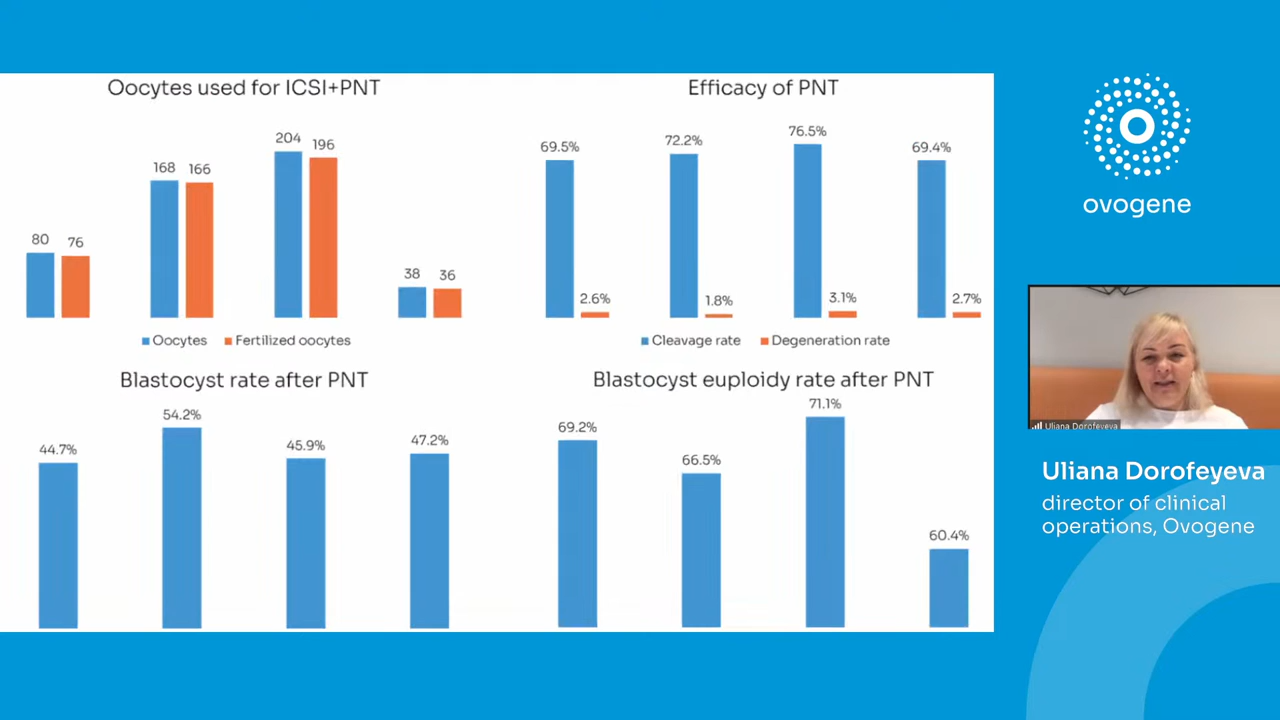 Oocytes used for ICSI+PNT
80
76
168
166
204
196
38
36
Oocytes
Fertilized oocytes
Efficacy of PNT
69.5%
2.6%
72.2%
1.8%
76.5%
3.1%
69.4%
2.7%
Cleavage rate
Degeneration rate
Blastocyst rate after PNT
44.7%
54.2%
45.9%
47.2%
Blastocyst euploidy rate after PNT
69.2%
66.5%
71.1%
60.4%
ovogene
Uliana Dorofeyeva
Uliana Dorofeyeva
director of clinical
operations, Ovogene